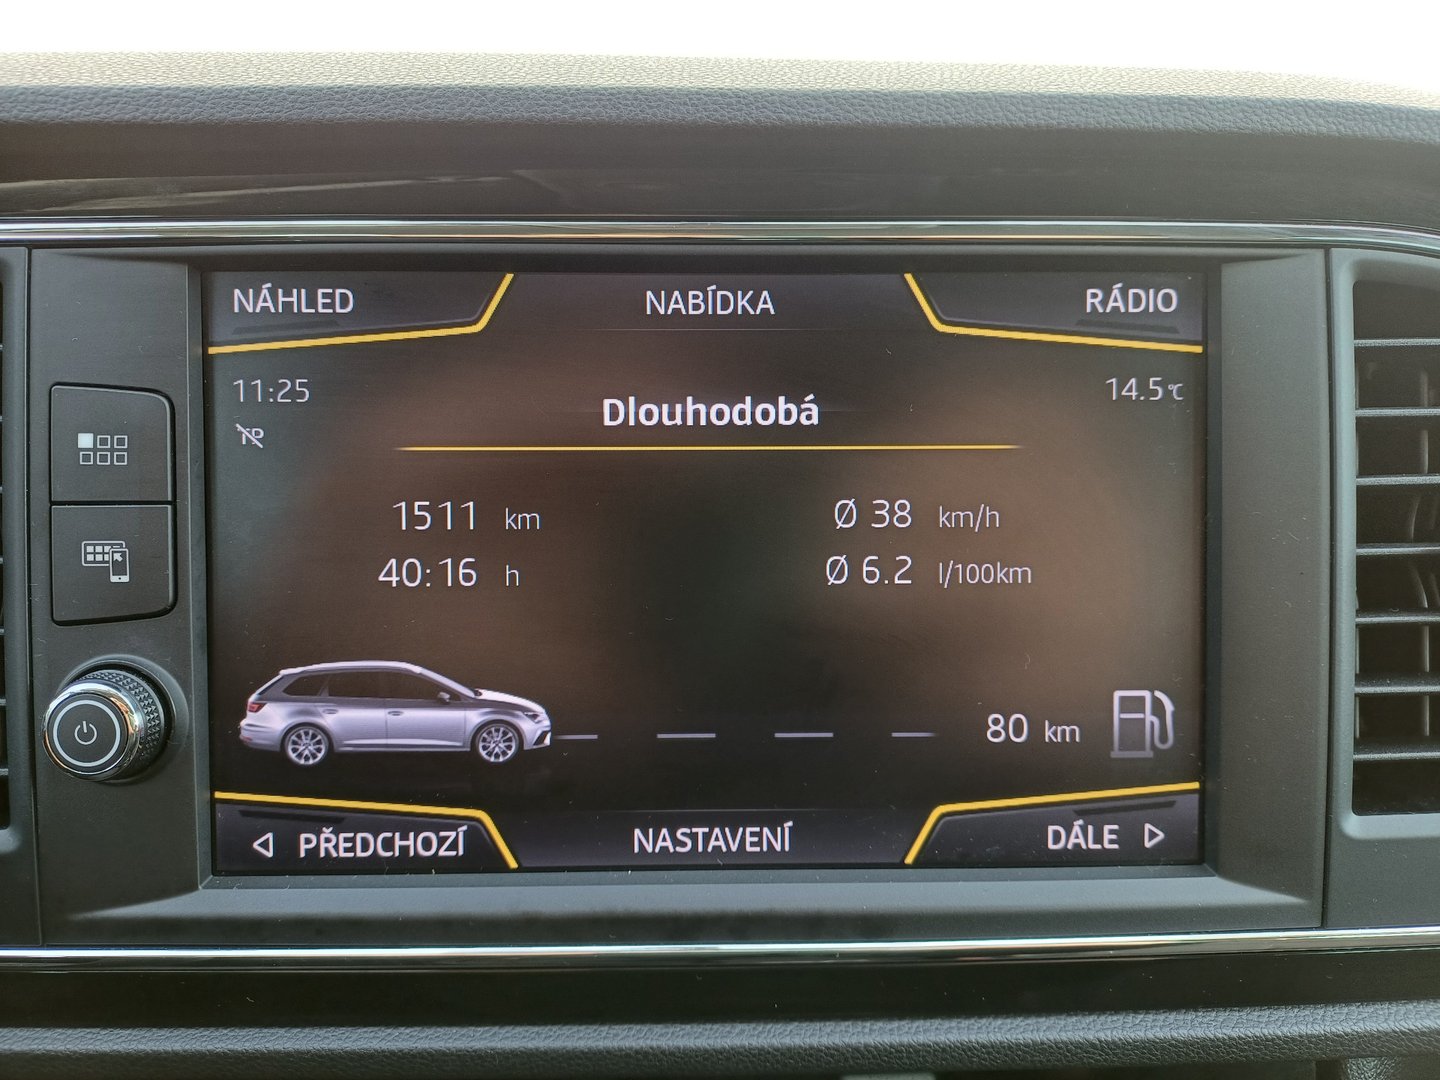 NÁHLED NABÍDKA RÁDIO
11:25 14.5°C
TP
Dlouhodobá
1511 km Ø 38 km/h
40:16 h Ø 6.2 l/100km
80 km
PŘEDCHOZÍ NASTAVENÍ DÁLE